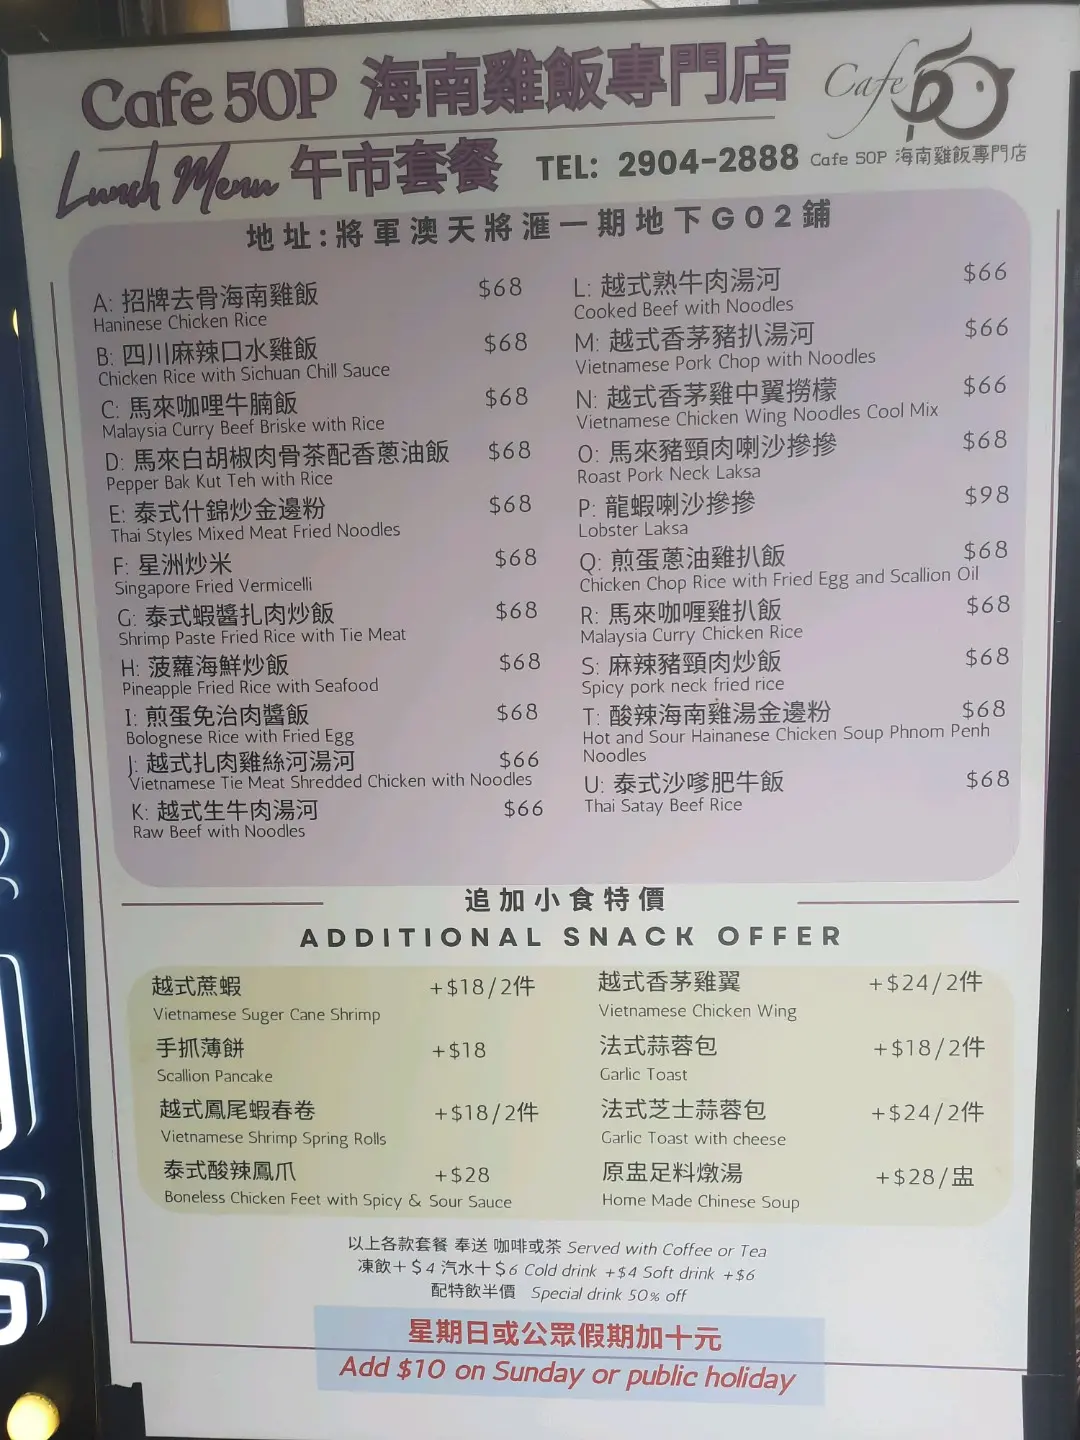 Cafe 50P 海南雞飯專門店
Cafe
Lunch Menu 午市套餐 TEL: 2904-2888 Cafe 50P 海南雞飯專門店
地址:將軍澳天將滙一期地下G02鋪
A: 招牌去骨海南雞飯 $68
Haninese Chicken Rice
B: 四川麻辣口水雞飯 $68
Chicken Rice with Sichuan Chill Sauce
C: 馬來咖哩牛腩飯 $68
Malaysia Curry Beef Briske with Rice
D: 馬來白胡椒肉骨茶配香蔥油飯 $68
Pepper Bak Kut Teh with Rice
E: 泰式什錦炒金邊粉 $68
Thai Styles Mixed Meat Fried Noodles
F: 星洲炒米 $68
Singapore Fried Vermicelli
G: 泰式蝦醬扎肉炒飯 $68
Shrimp Paste Fried Rice with Tie Meat
H: 菠蘿海鮮炒飯 $68
Pineapple Fried Rice with Seafood
I: 煎蛋免治肉醬飯 $68
Bolognese Rice with Fried Egg
J: 越式扎肉雞絲河湯河 $66
Vietnamese Tie Meat Shredded Chicken with Noodles
K: 越式生牛肉湯河 $66
Raw Beef with Noodles
L: 越式熟牛肉湯河 $66
Cooked Beef with Noodles
M: 越式香茅豬扒湯河 $66
Vietnamese Pork Chop with Noodles
N: 越式香茅雞中翼撈檬 $66
Vietnamese Chicken Wing Noodles Cool Mix
O: 馬來豬頸肉喇沙摻摻 $68
Roast Pork Neck Laksa
P: 龍蝦喇沙摻摻 $98
Lobster Laksa
Q: 煎蛋蔥油雞扒飯 $68
Chicken Chop Rice with Fried Egg and Scallion Oil
R: 馬來咖喱雞扒飯 $68
Malaysia Curry Chicken Rice
S: 麻辣豬頸肉炒飯 $68
Spicy pork neck fried rice
T: 酸辣海南雞湯金邊粉 $68
Hot and Sour Hainanese Chicken Soup Phnom Penh
Noodles
U: 泰式沙嗲肥牛飯 $68
Thai Satay Beef Rice
追加小食特價
ADDITIONAL SNACK OFFER
越式蔗蝦 +$18/2件
Vietnamese Suger Cane Shrimp
手抓薄餅 +$18
Scallion Pancake
越式鳳尾蝦春卷 +$18/2件
Vietnamese Shrimp Spring Rolls
泰式酸辣鳳爪 +$28
Boneless Chicken Feet with Spicy & Sour Sauce
越式香茅雞翼 +$24/2件
Vietnamese Chicken Wing
法式蒜蓉包 +$18/2件
Garlic Toast
法式芝士蒜蓉包 +$24/2件
Garlic Toast with cheese
原盅足料燉湯 +$28/盅
Home Made Chinese Soup
以上各款套餐 奉送 咖啡或茶 Served with Coffee or Tea
凍飲+$4 汽水+$6 Cold drink +$4 Soft drink +$6
配特飲半價 Special drink 50% off
星期日或公眾假期加十元
Add $10 on Sunday or public holiday